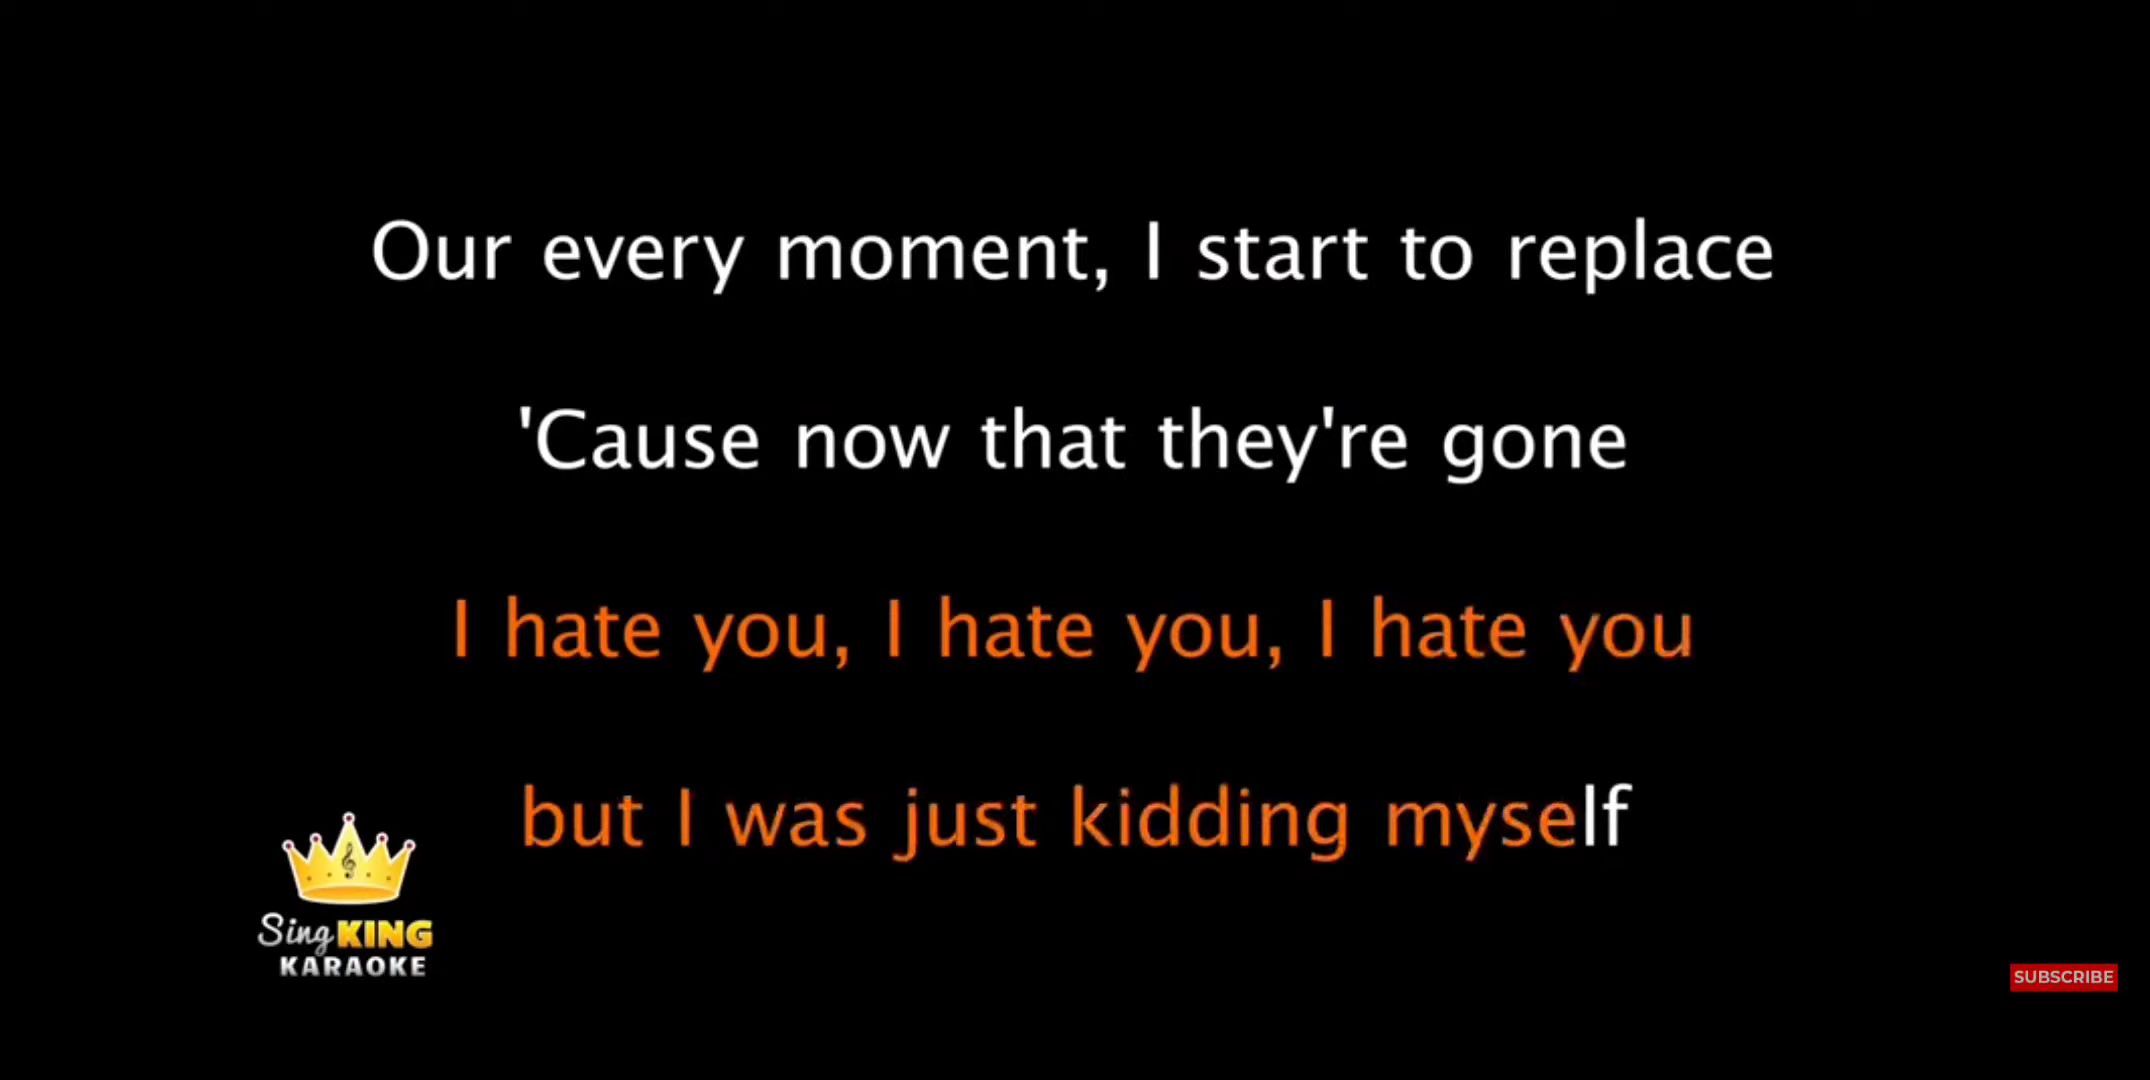 Our every moment, I start to replace
'Cause now that they're gone
I hate you, I hate you, I hate you
but I was just kidding myself
Sing KING
KARAOKE
SUBSCRIBE